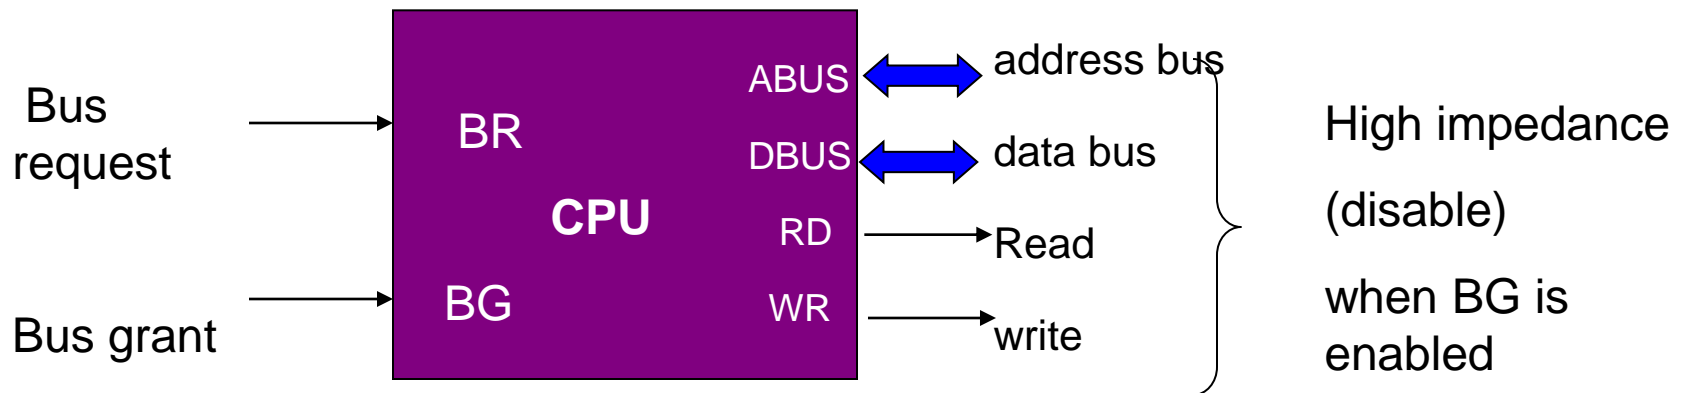 Bus
request
Bus grant
BR
CPU
BG
ABUS
DBUS
RD
WR
address bus
data bus
Read
write
High impedance
(disable)
when BG is
enabled